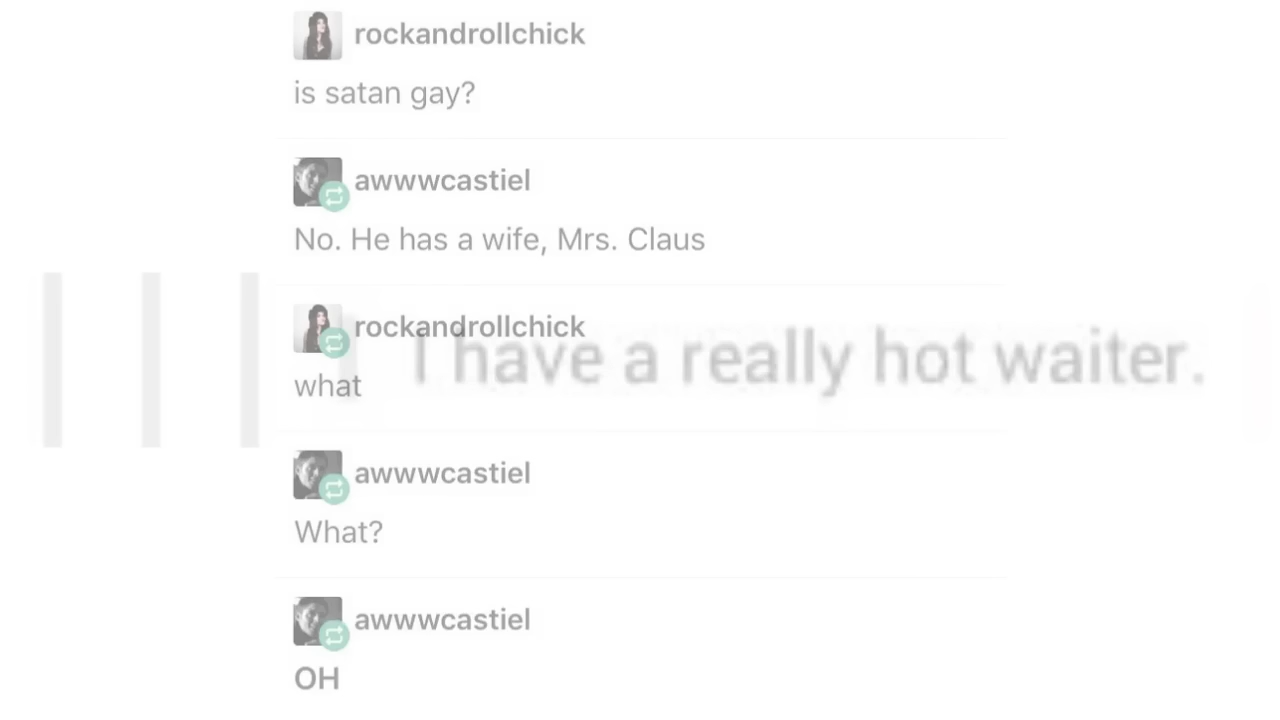 rockandrollchick
is satan gay?
awwwcastiel
No. He has a wife, Mrs. Claus
rockandrollchick
I have a really hot waiter.
what
awwwcastiel
What?
awwwcastiel
OH